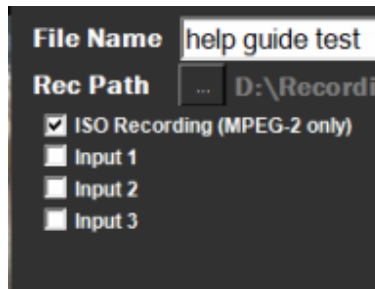 File Name help guide test
Rec Path ... D:\Recordi
ISO Recording (MPEG-2 only)
Input 1
Input 2
Input 3